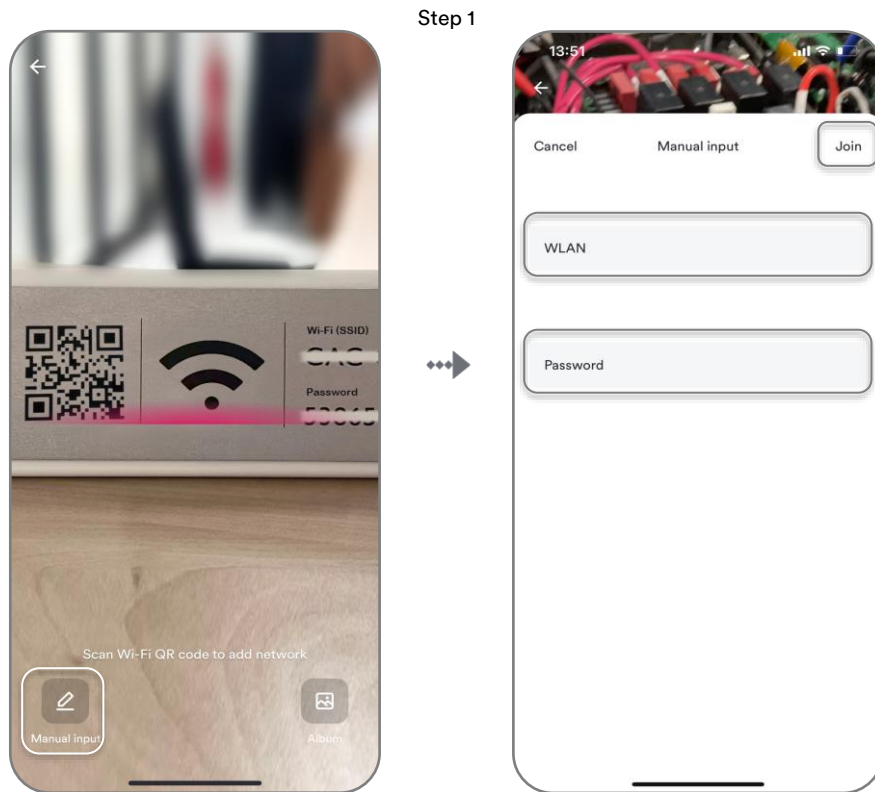 Step 1
Wi-Fi (SSID)
Password
Scan Wi-Fi QR code to add network
Manual input
Album
13:51
Cancel
Manual input
Join
WLAN
Password